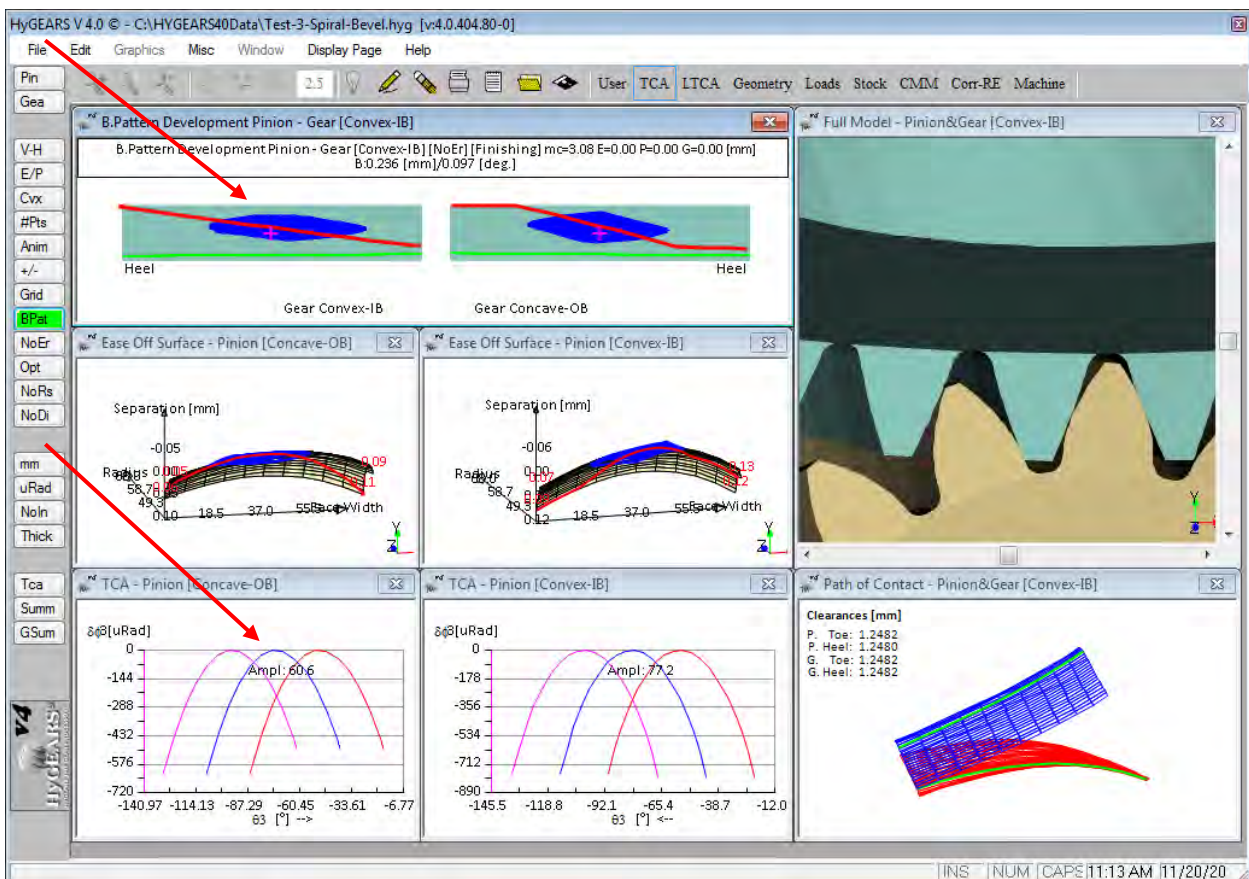 HyGEARS V 4.0 © - C:\HYGEARS40Data\Test-3-Spiral-Bevel.hyg [v:4.0.404.80-0]
File Edit Graphics Misc Window Display Page Help
Pin
Gea
V-H
E/P
Cvx
#Pts
Anim
+/-
Grid
BPat
NoEr
Opt
NoRs
NoDi
mm
uRad
NoIn
Thick
Tca
Summ
GSum
v4
HyGEARS
2.5 User TCA LTCA Geometry Loads Stock CMM Corr-RE Machine
B.Pattern Development Pinion - Gear [Convex-IB]
B.Pattern Development Pinion - Gear [Convex-IB] [NoEr] [Finishing] mc=3.08 E=0.00 P=0.00 G=0.00 [mm]
B:0.236 [mm]/0.097 [deg.]
Heel Heel
Gear Convex-IB Gear Concave-OB
Full Model - Pinion&Gear [Convex-IB]
Y
Z
Ease Off Surface - Pinion [Concave-OB]
Separation [mm]
-0.05
Radius
0.09
58.7
0.11
49.3
0.10 18.5 37.0 55.5 Face Width
Y
Z
Ease Off Surface - Pinion [Convex-IB]
Separation [mm]
-0.06
Radius 0.00
0.13
58.7
0.12
49.3
0.12 18.5 37.0 55.5 Face Width
Y
Z
TCA - Pinion [Concave-OB]
δϕ3[uRad]
Ampl: 60.6
0
-144
-288
-432
-576
-720
-140.97 -114.13 -87.29 -60.45 -33.61 -6.77
θ3 [°] -->
TCA - Pinion [Convex-IB]
δϕ3[uRad]
Ampl: 77.2
0
-178
-356
-534
-712
-890
-145.5 -118.8 -92.1 -65.4 -38.7 -12.0
θ3 [°] <--
Path of Contact - Pinion&Gear [Convex-IB]
Clearances [mm]
P. Toe: 1.2482
P. Heel: 1.2480
G. Toe: 1.2482
G. Heel: 1.2482
INS NUM CAPS 11:13 AM 11/20/20